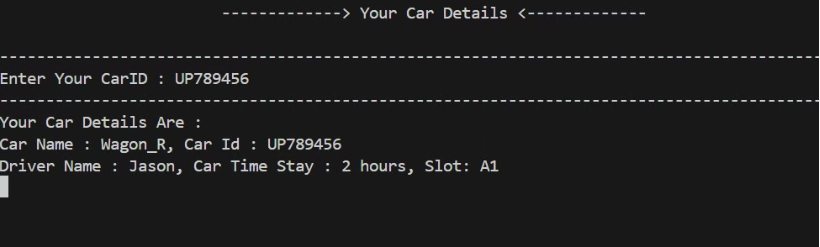 -------------> Your Car Details <-------------
----------------------------------------------------------------------------------------
Enter Your CarID : UP789456
----------------------------------------------------------------------------------------
Your Car Details Are :
Car Name : Wagon_R, Car Id : UP789456
Driver Name : Jason, Car Time Stay : 2 hours, Slot: A1